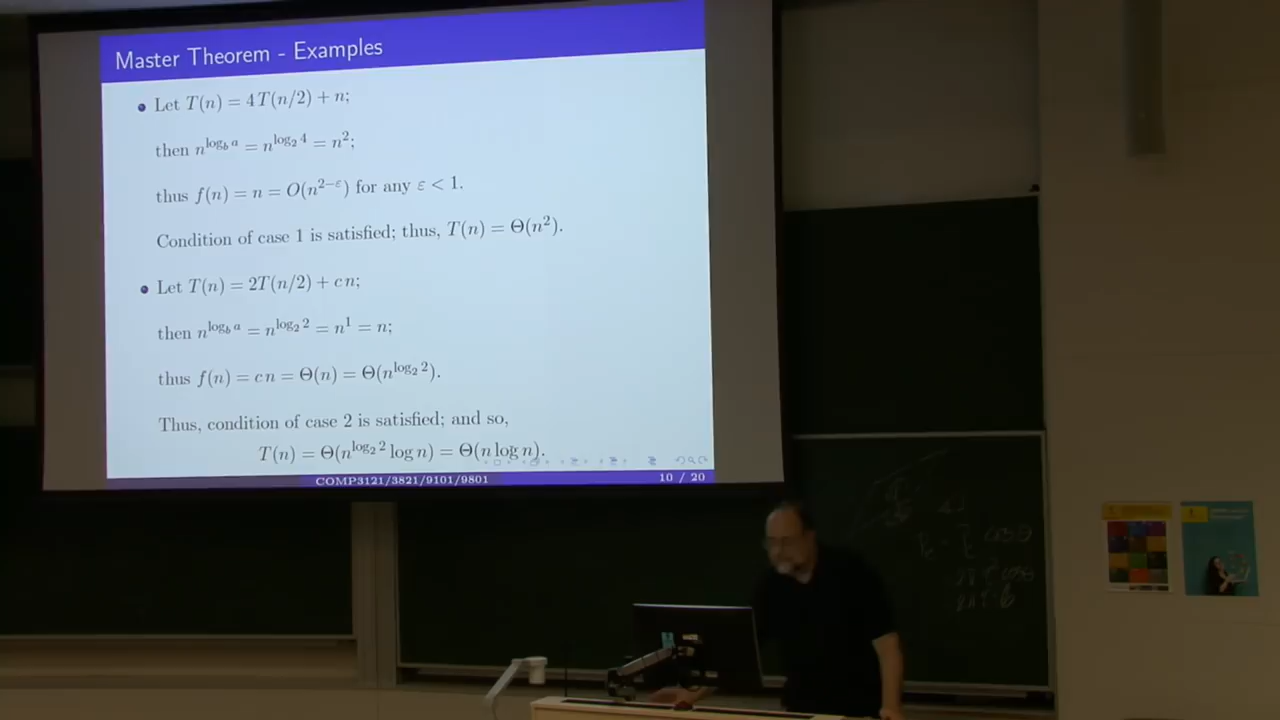 Master Theorem - Examples
Let T(n) = 4T(n/2) + n;
then n^{log_b a} = n^{log_2 4} = n^2;
thus f(n) = n = O(n^{2−ε}) for any ε < 1.
Condition of case 1 is satisfied; thus, T(n) = Θ(n^2).
Let T(n) = 2T(n/2) + c n;
then n^{log_b a} = n^{log_2 2} = n^1 = n;
thus f(n) = c n = Θ(n) = Θ(n^{log_2 2}).
Thus, condition of case 2 is satisfied; and so,
T(n) = Θ(n^{log_2 2} log n) = Θ(n log n).
COMP3121/3821/9101/9801
10 / 20